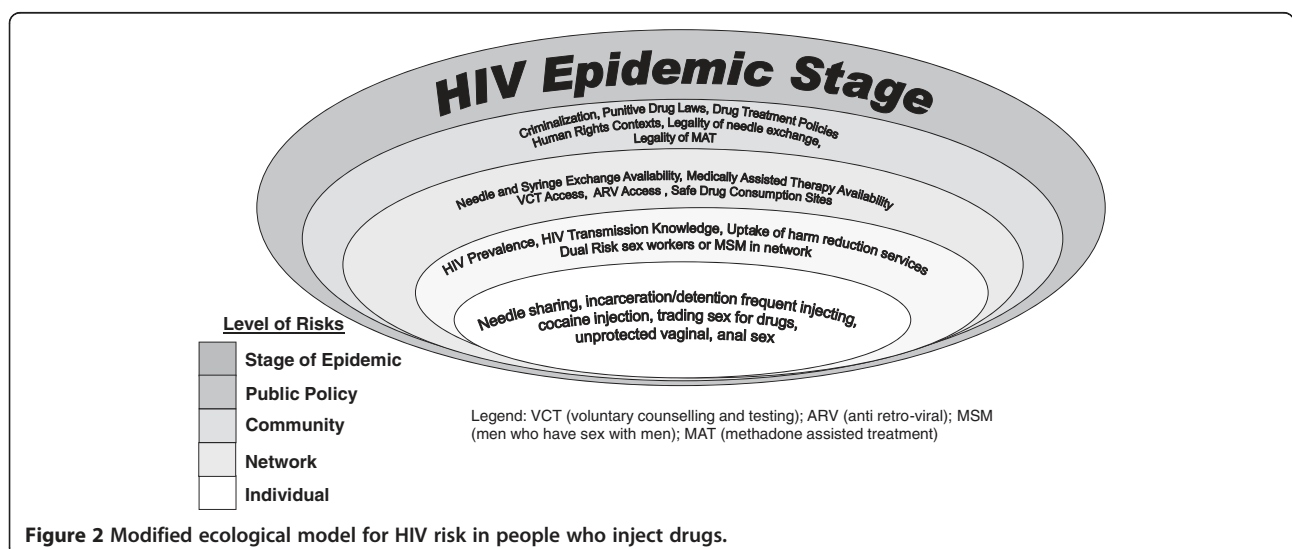 HIV Epidemic Stage
Criminalization, Punitive Drug Laws, Drug Treatment Policies
Human Rights Contexts, Legality of needle exchange,
Legality of MAT
Needle and Syringe Exchange Availability, Medically Assisted Therapy Availability
VCT Access, ARV Access , Safe Drug Consumption Sites
HIV Prevalence, HIV Transmission Knowledge, Uptake of harm reduction services
Dual Risk sex workers or MSM in network
Needle sharing, incarceration/detention frequent injecting,
cocaine injection, trading sex for drugs,
unprotected vaginal, anal sex
Level of Risks
Stage of Epidemic
Public Policy
Community
Network
Individual
Legend: VCT (voluntary counselling and testing); ARV (anti retro-viral); MSM
(men who have sex with men); MAT (methadone assisted treatment)
Figure 2 Modified ecological model for HIV risk in people who inject drugs.